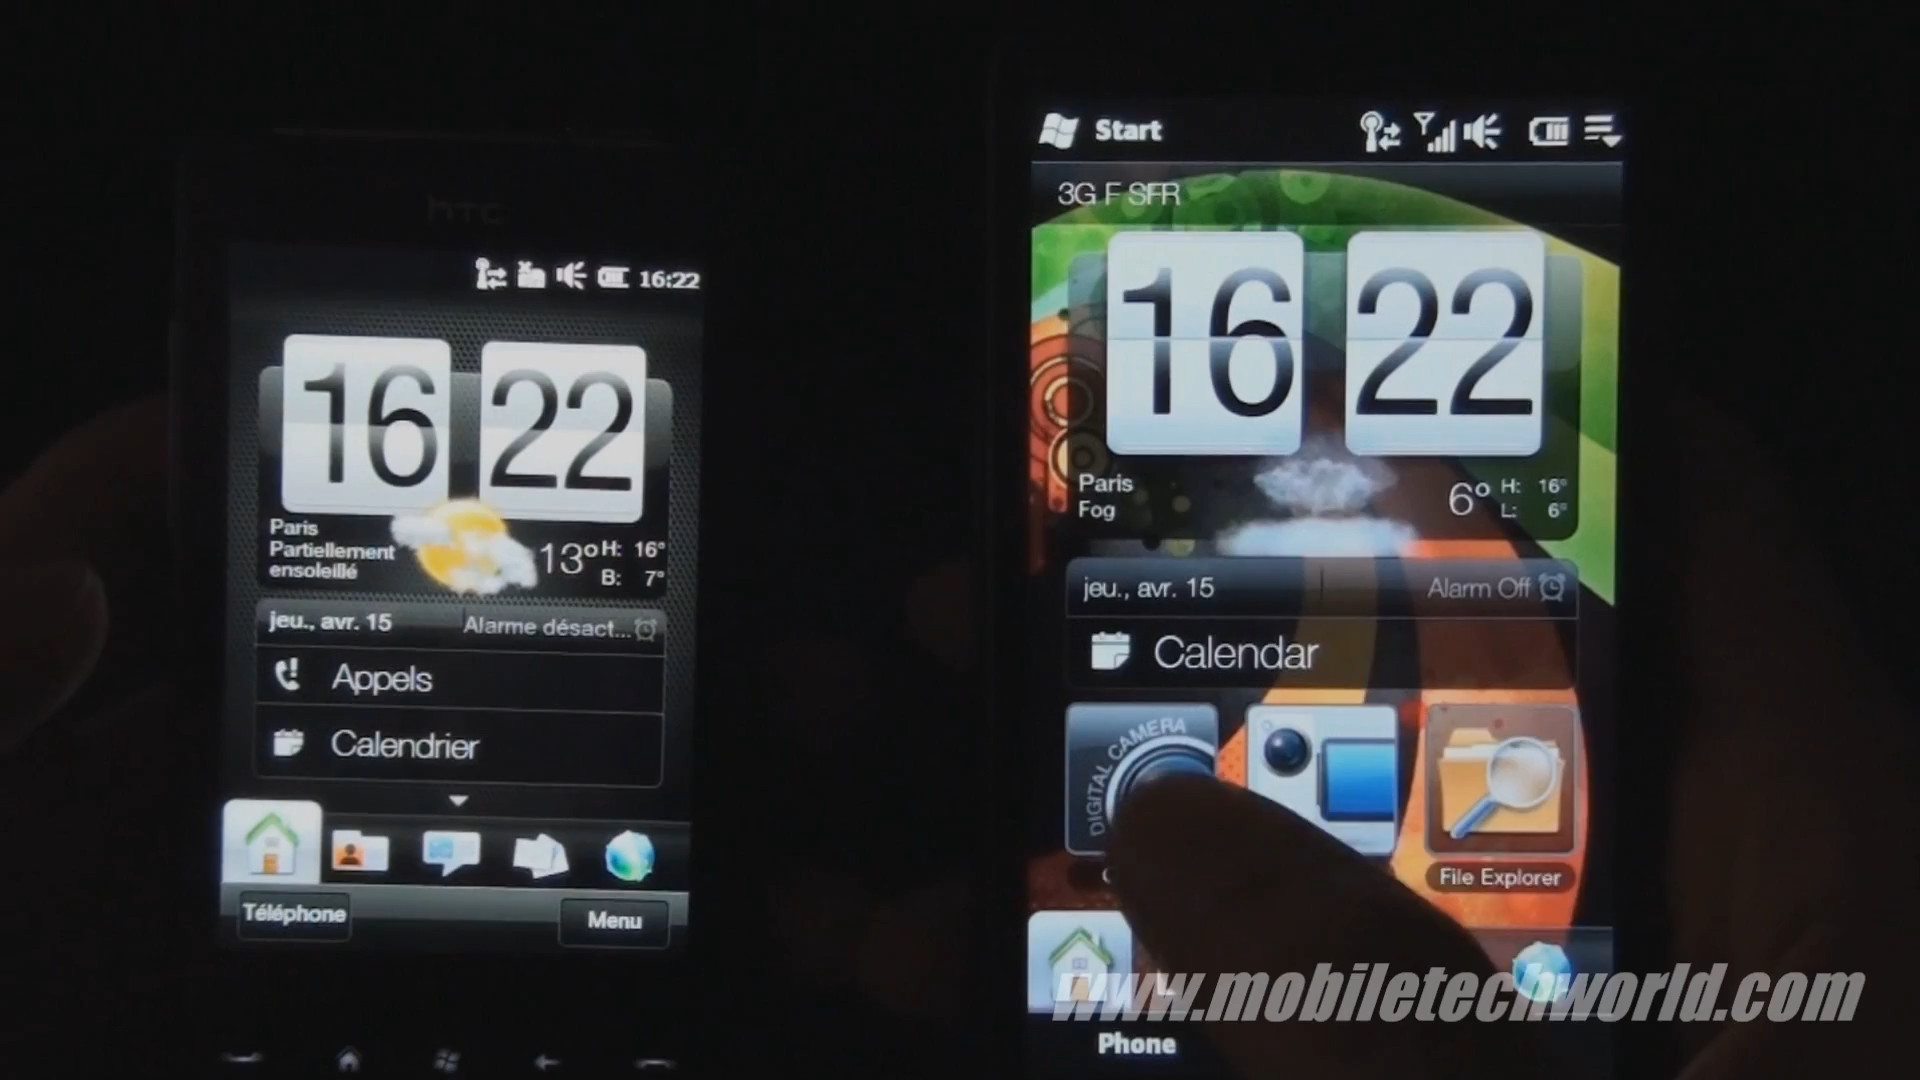 HTC
16:22
16 22
Paris
Partiellement
ensoleillé
13° H: 16°
B: 7°
jeu., avr. 15 Alarme désact...
Appels
Calendrier
Téléphone Menu
Start
3G F SFR
16 22
Paris
Fog
6° H: 16°
L: 6°
jeu., avr. 15 Alarm Off
Calendar
DIGITAL CAMERA
File Explorer
www.mobiletechworld.com
Phone